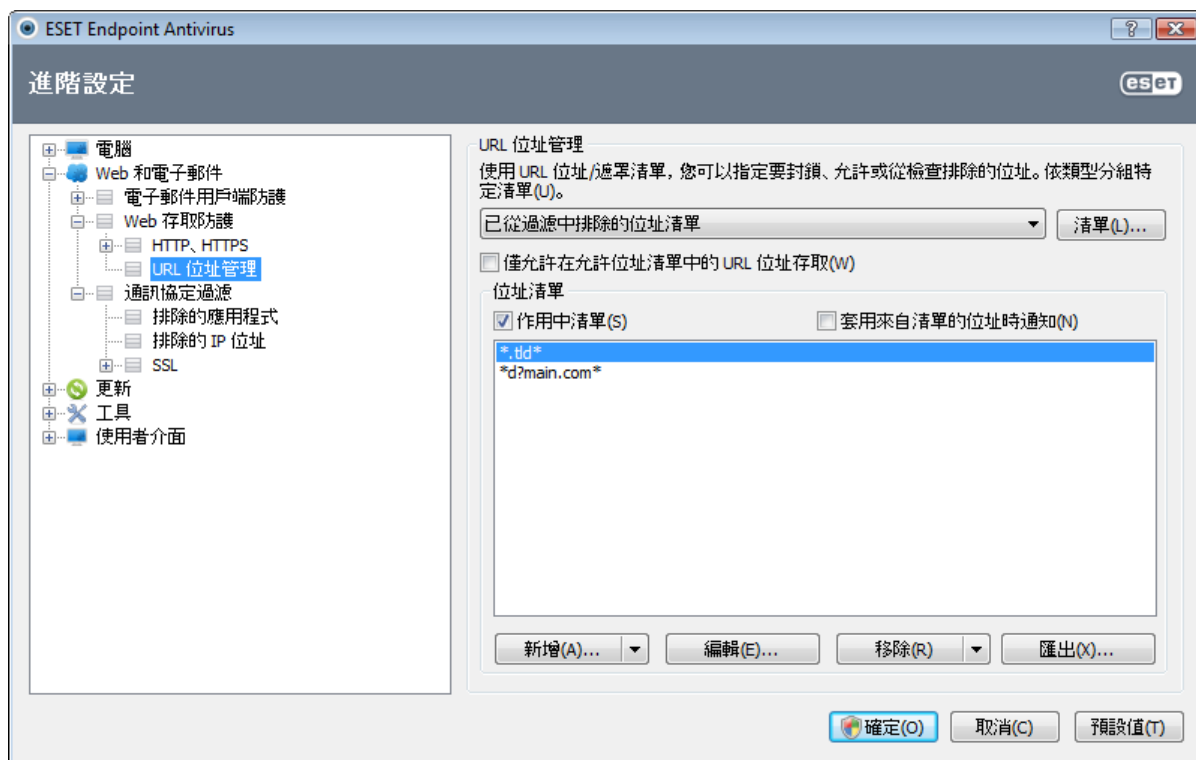 ESET Endpoint Antivirus
進階設定
eset
電腦
Web 和電子郵件
電子郵件用戶端防護
Web 存取防護
HTTP、HTTPS
URL 位址管理
通訊協定過濾
排除的應用程式
排除的 IP 位址
SSL
更新
工具
使用者介面
URL 位址管理
使用 URL 位址/遮罩清單，您可以指定要封鎖、允許或從檢查排除的位址。依類型分組特
定清單(U)。
已從過濾中排除的位址清單
清單(L)...
僅允許在允許位址清單中的 URL 位址存取(W)
位址清單
作用中清單(S)
套用來自清單的位址時通知(N)
*.tld*
*d?main.com*
新增(A)...
編輯(E)...
移除(R)
匯出(X)...
確定(O)
取消(C)
預設值(T)